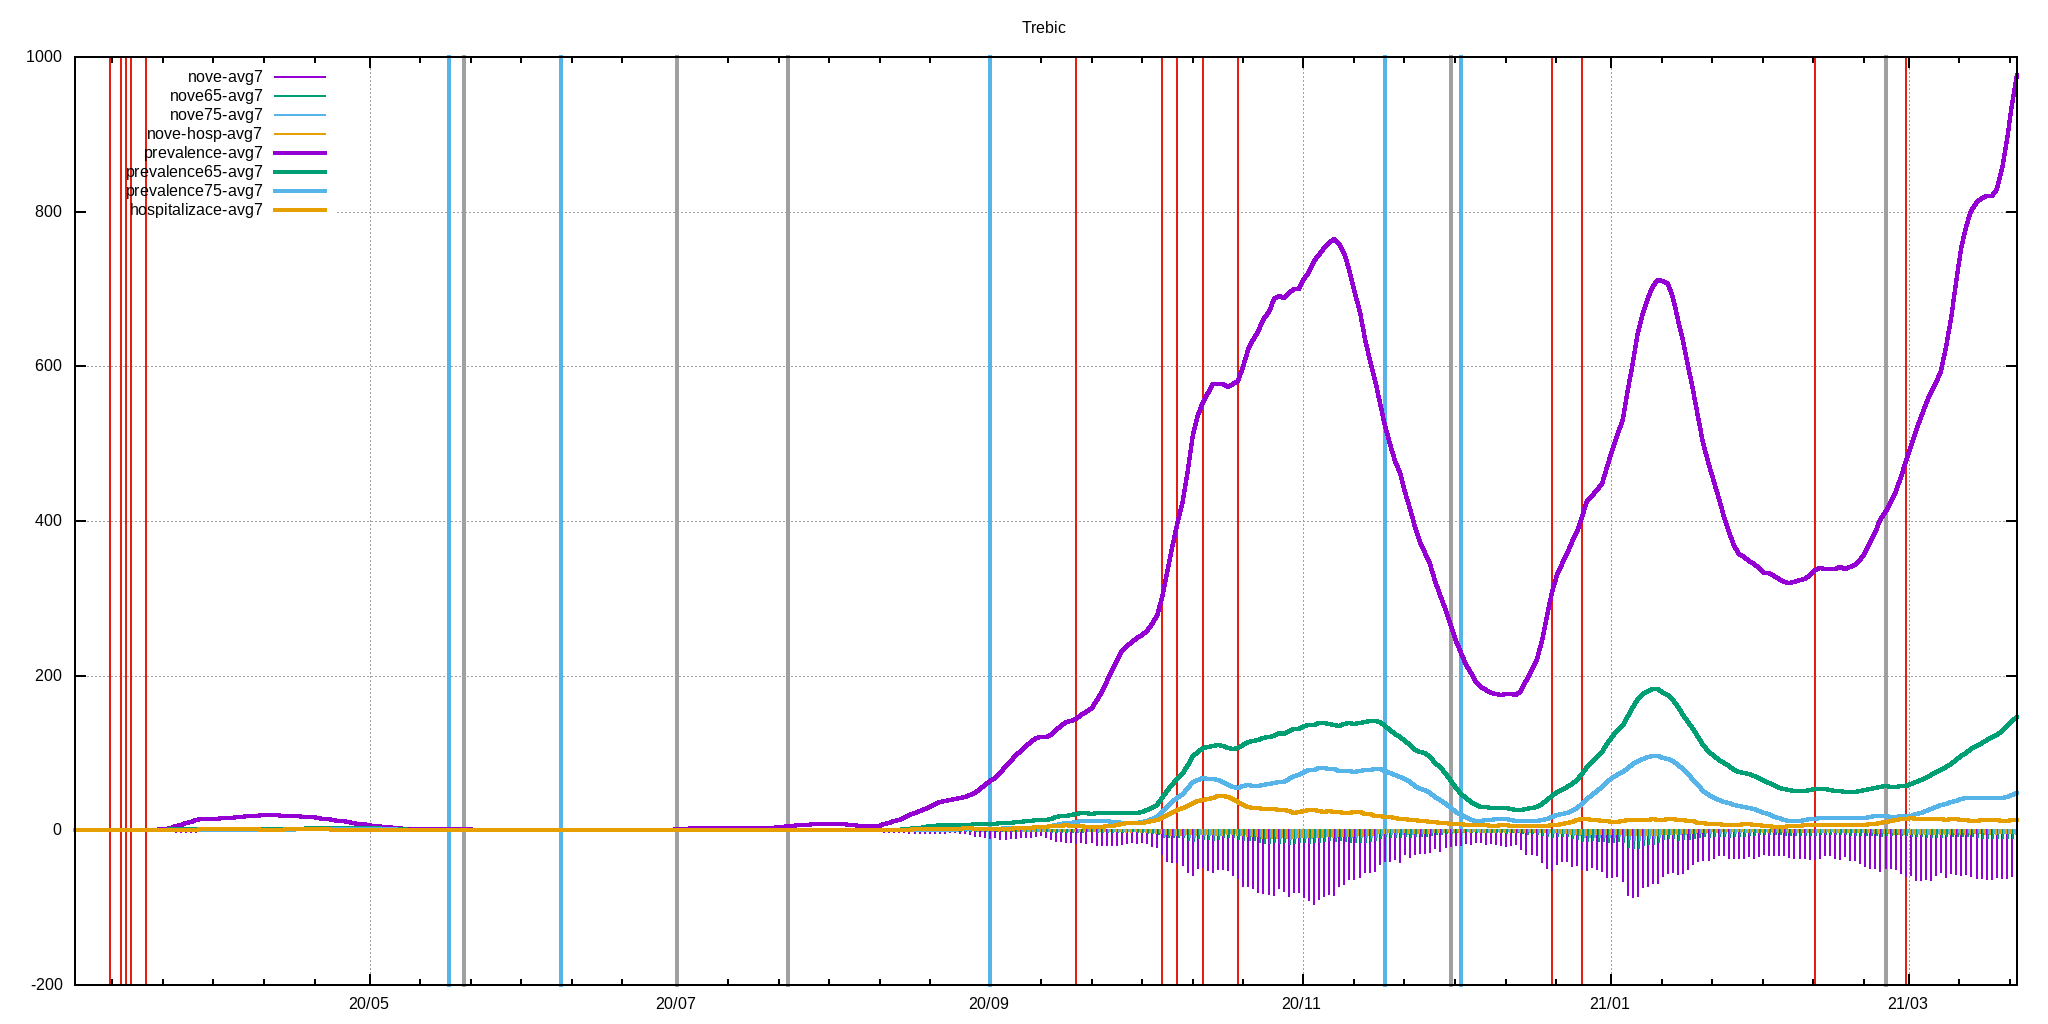 Trebic
1000
nove-avg7
nove65-avg7
nove75-avg7
nove-hosp-avg7
prevalence-avg7
prevalence65-avg7
prevalence75-avg7
hospitalizace-avg7
800
600
400
200
0
-200
20/05 20/07 20/09 20/11 21/01 21/03